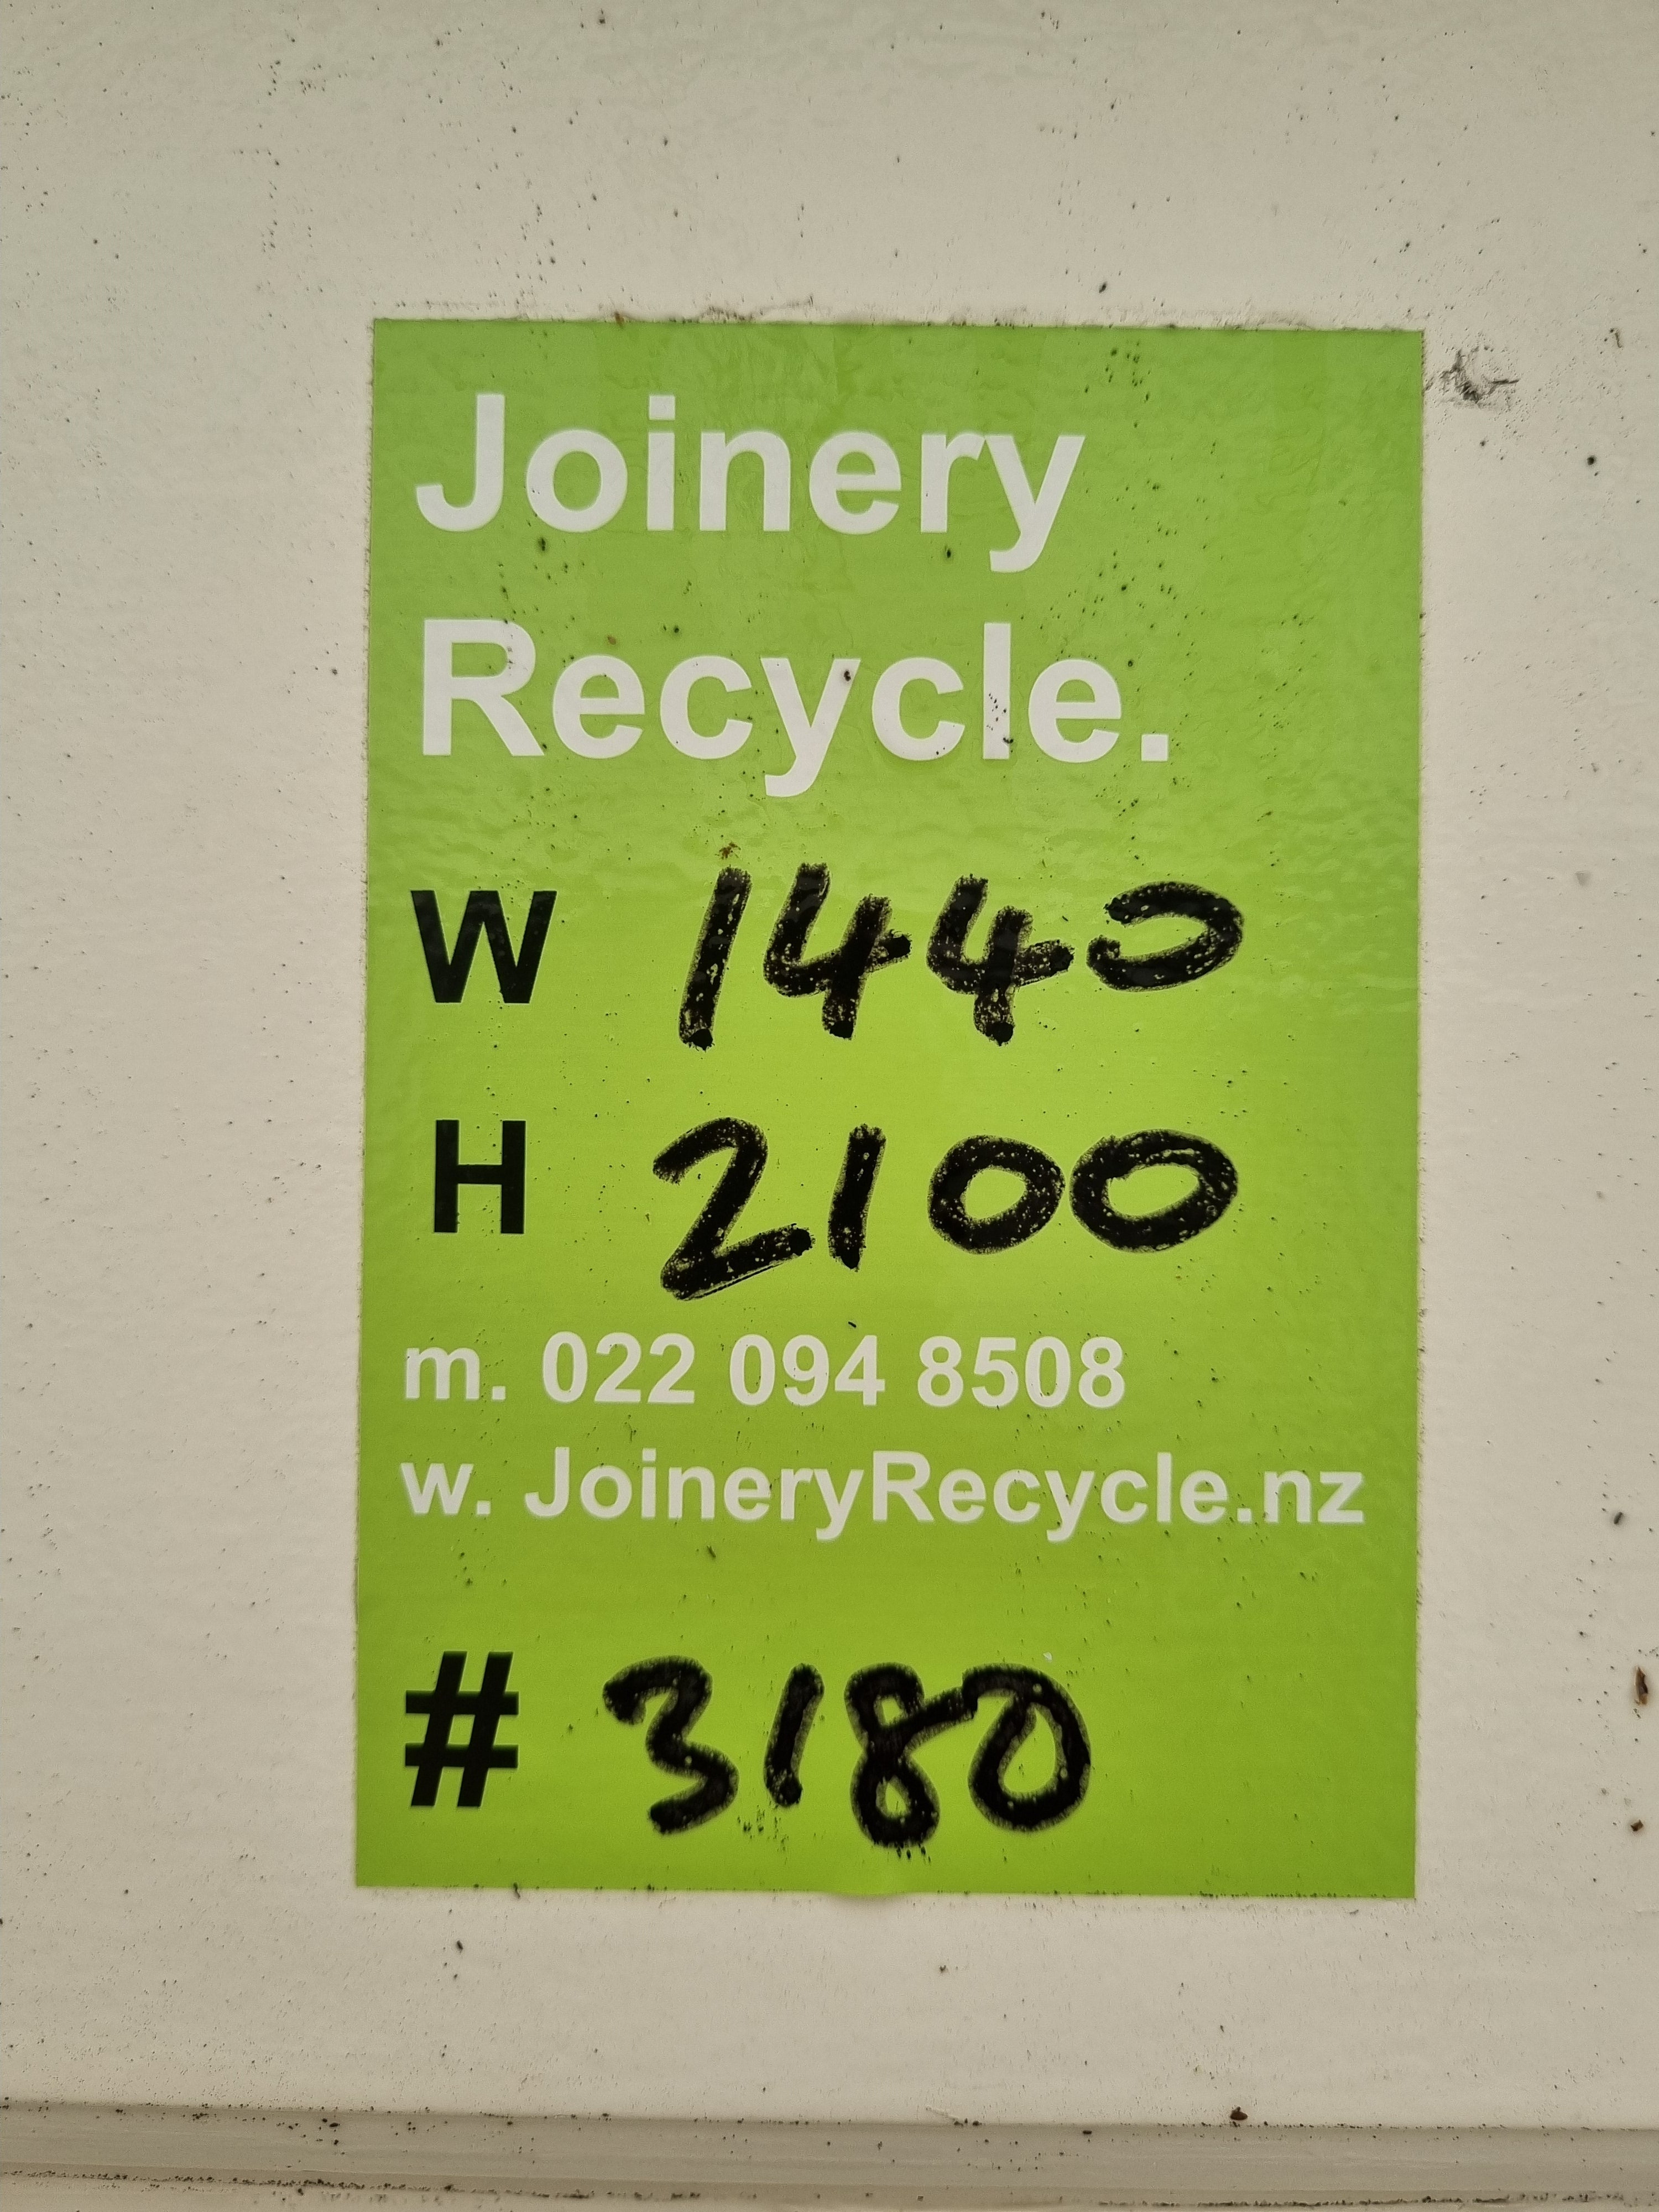 Joinery
Recycle.
W 1440
H 2100
m. 022 094 8508
w. JoineryRecycle.nz
# 3180